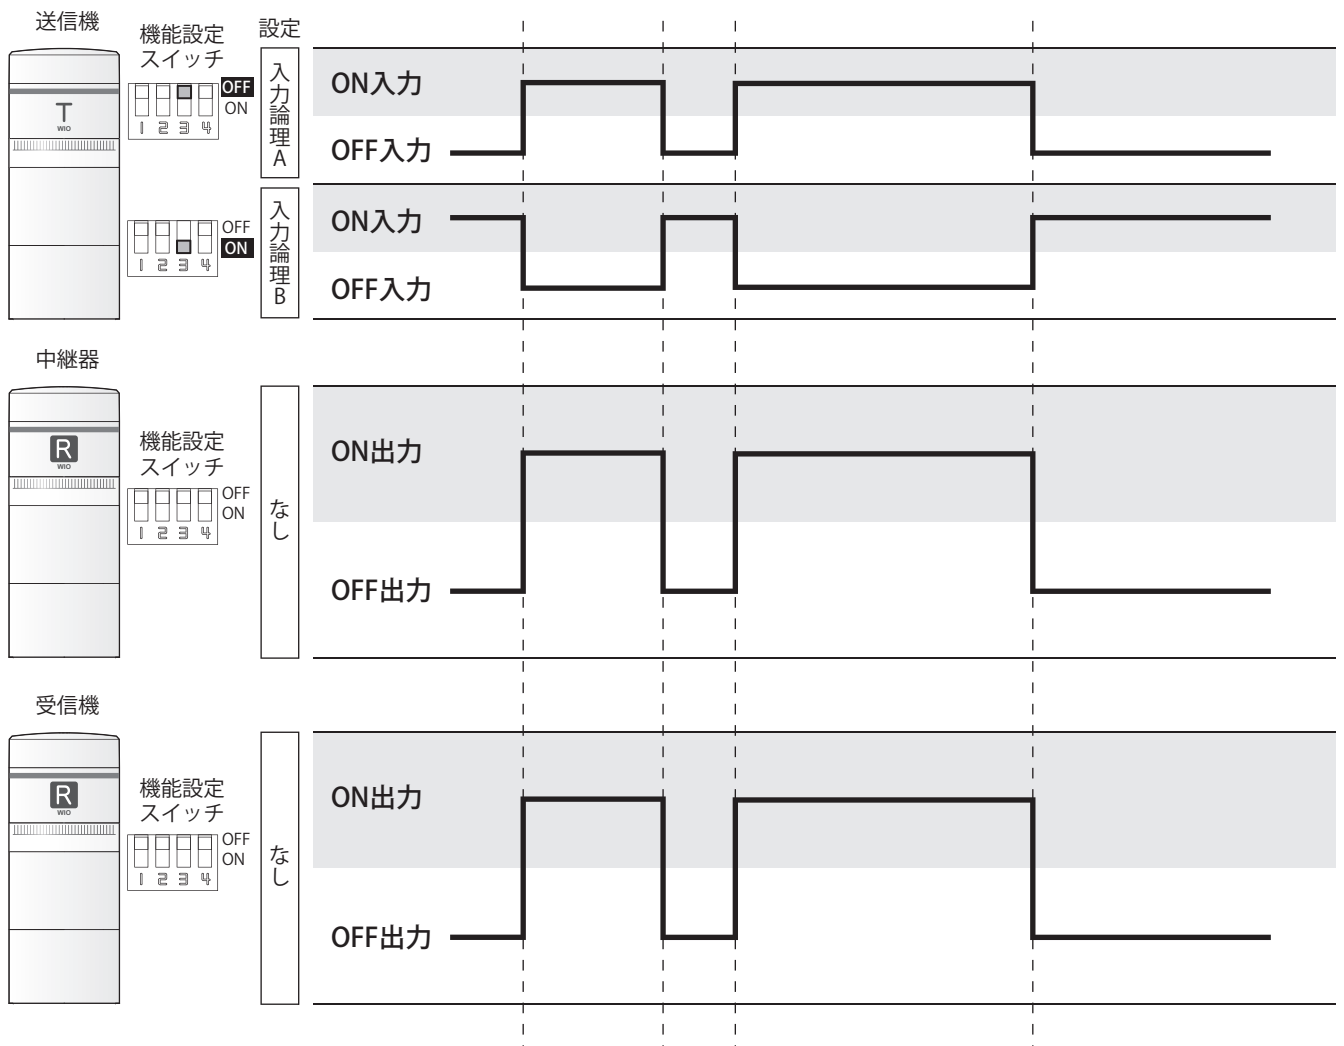 送信機
機能設定
スイッチ
設定
T
WIO
OFF
ON
1 2 3 4
入力論理A
ON入力
OFF入力
OFF
ON
1 2 3 4
入力論理B
ON入力
OFF入力
中継器
R
WIO
機能設定
スイッチ
OFF
ON
1 2 3 4
なし
ON出力
OFF出力
受信機
R
WIO
機能設定
スイッチ
OFF
ON
1 2 3 4
なし
ON出力
OFF出力